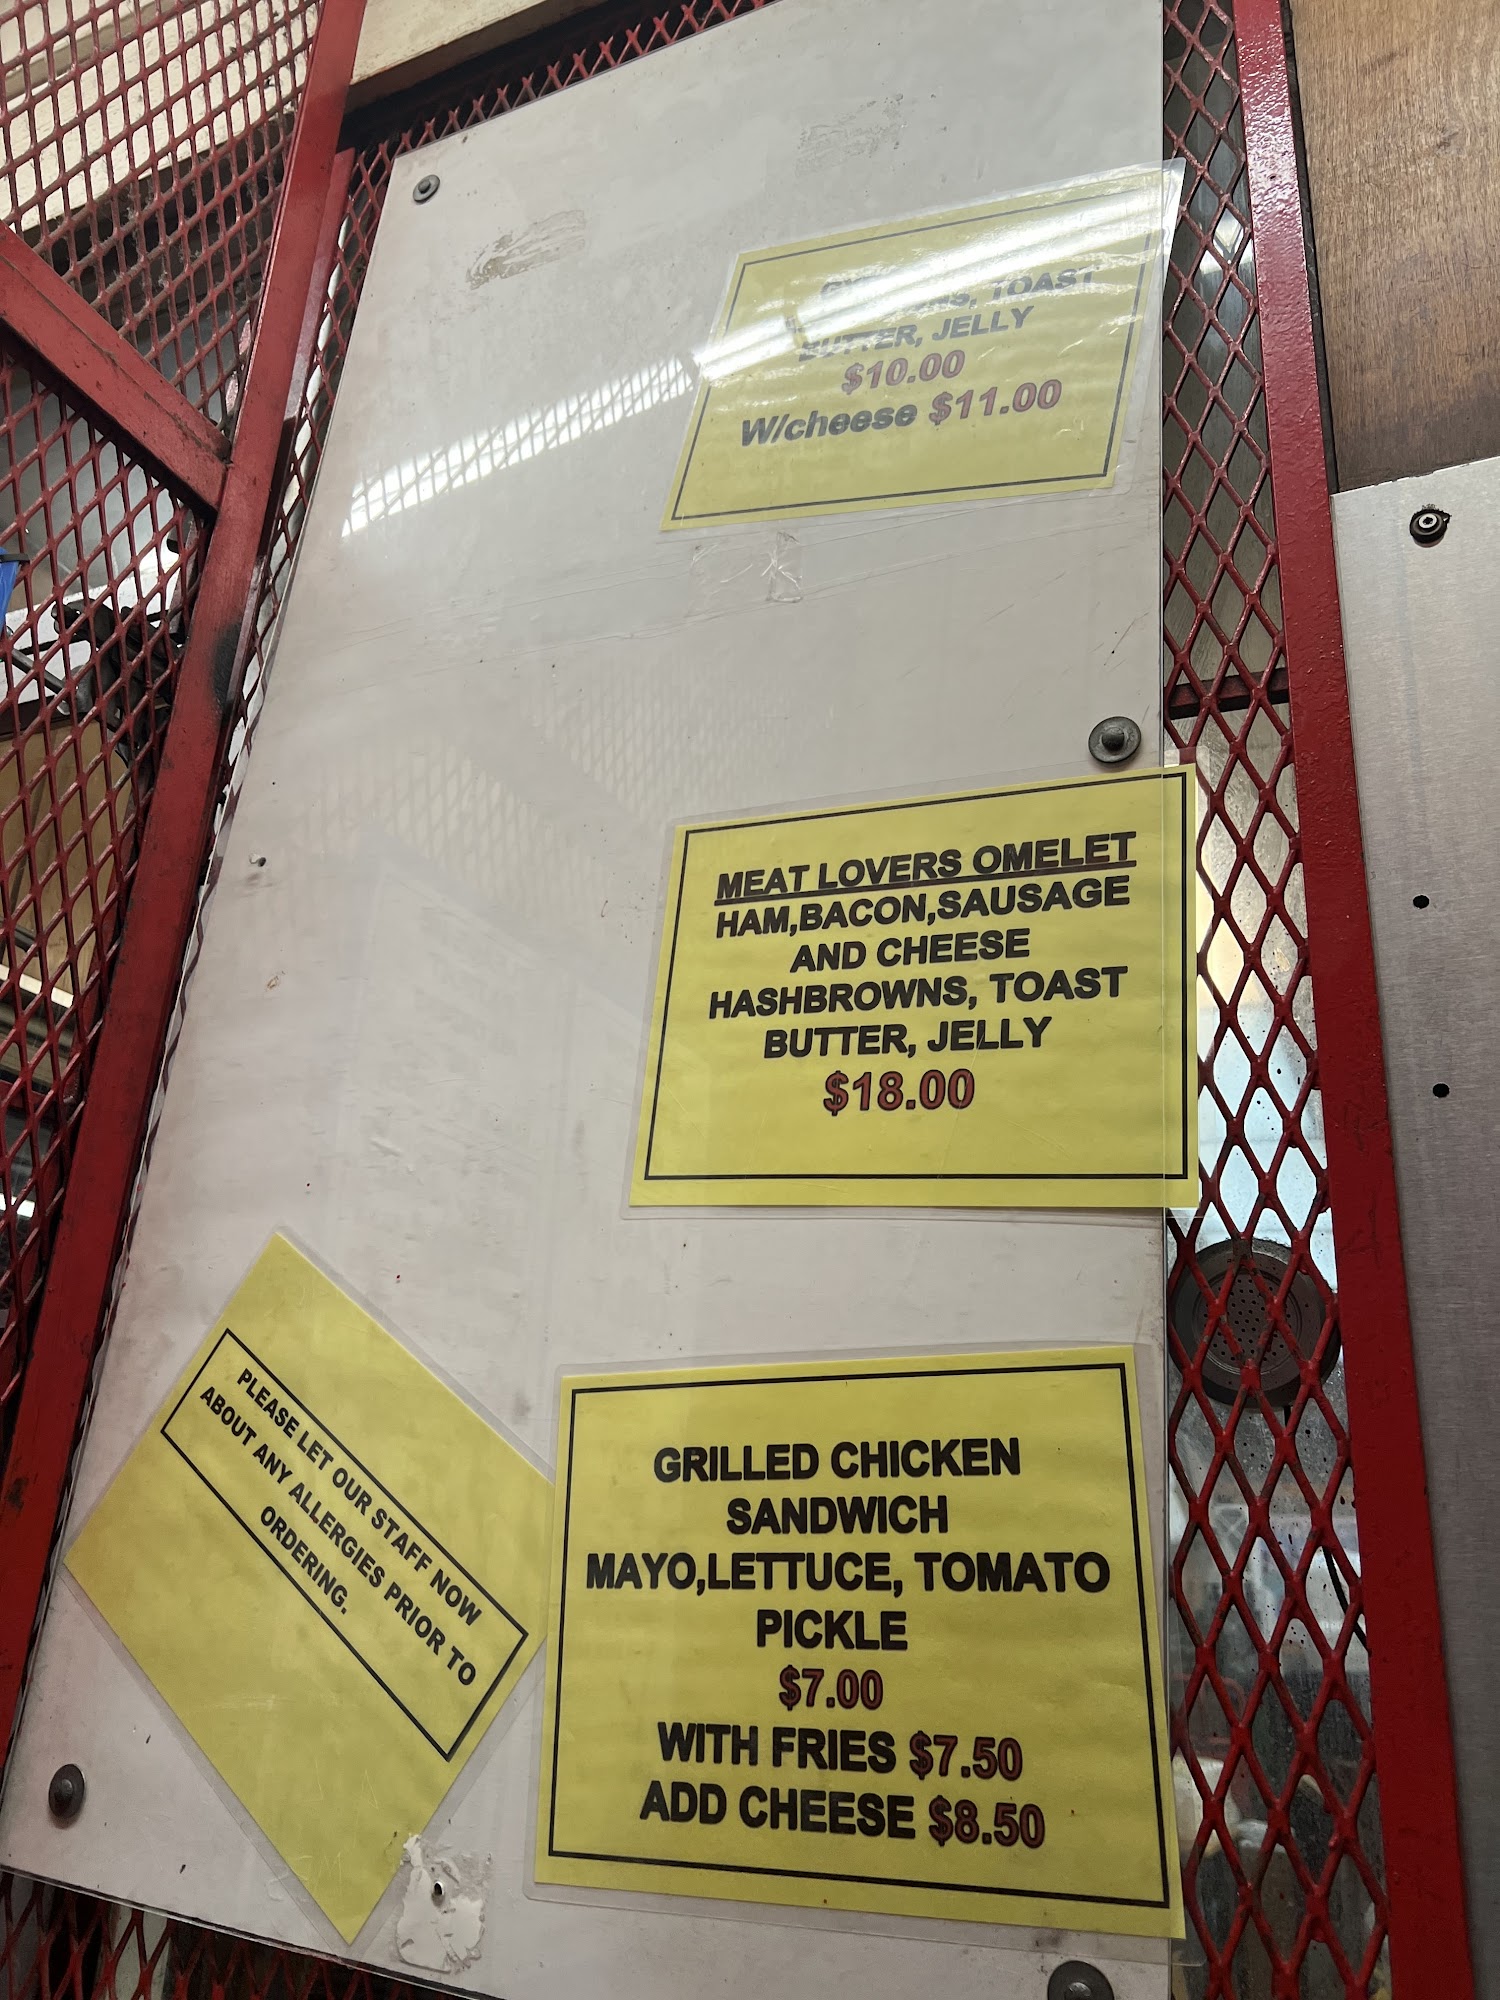 TOAST
BUTTER, JELLY
$10.00
W/cheese $11.00
MEAT LOVERS OMELET
HAM,BACON,SAUSAGE
AND CHEESE
HASHBROWNS, TOAST
BUTTER, JELLY
$18.00
PLEASE LET OUR STAFF NOW
ABOUT ANY ALLERGIES PRIOR TO
ORDERING.
GRILLED CHICKEN
SANDWICH
MAYO,LETTUCE, TOMATO
PICKLE
$7.00
WITH FRIES $7.50
ADD CHEESE $8.50